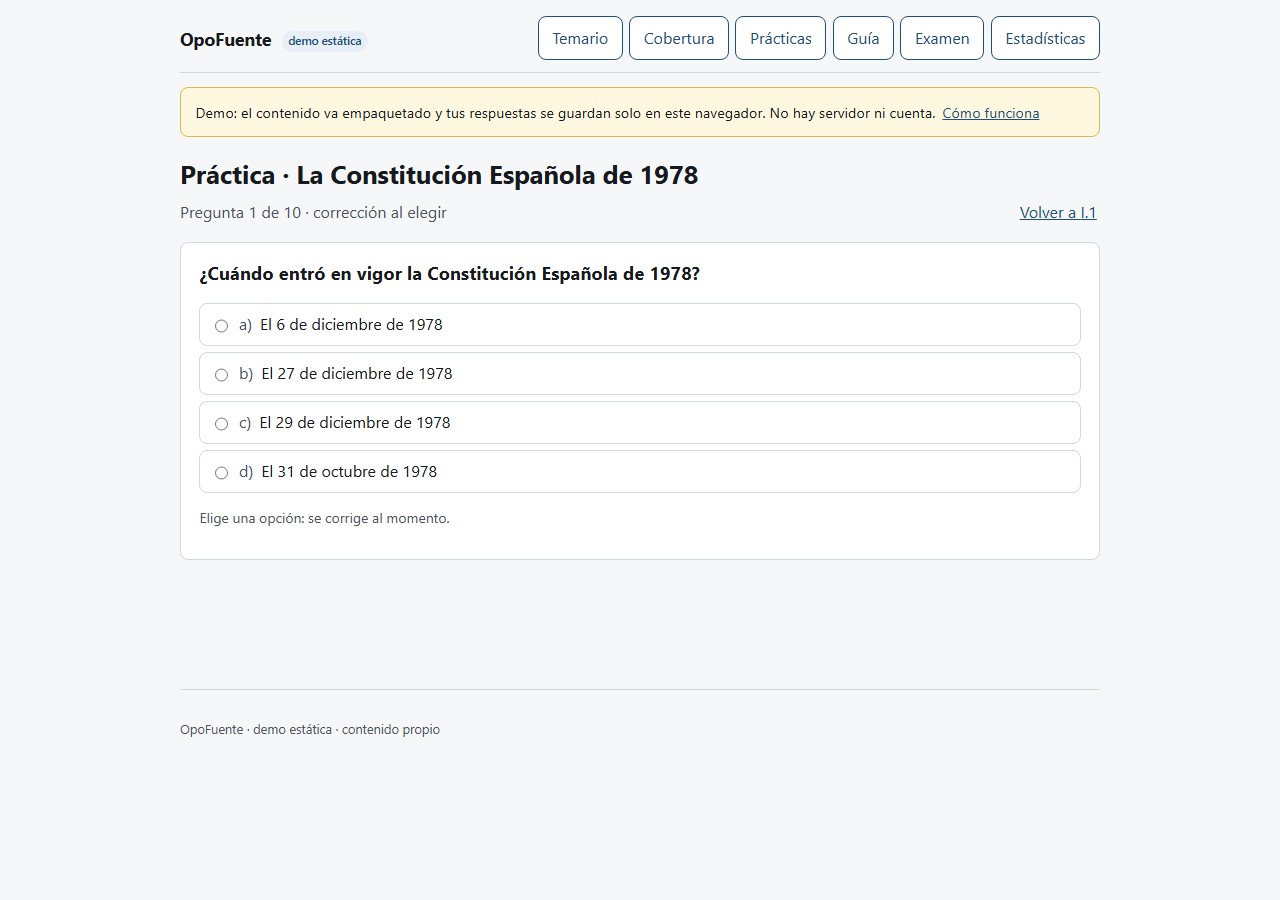 OpoFuente demo estática Temario Cobertura Prácticas Guía Examen Estadísticas
Demo: el contenido va empaquetado y tus respuestas se guardan solo en este navegador. No hay servidor ni cuenta. Cómo funciona
Práctica · La Constitución Española de 1978
Pregunta 1 de 10 · corrección al elegir Volver a I.1
¿Cuándo entró en vigor la Constitución Española de 1978?
a) El 6 de diciembre de 1978
b) El 27 de diciembre de 1978
c) El 29 de diciembre de 1978
d) El 31 de octubre de 1978
Elige una opción: se corrige al momento.
OpoFuente · demo estática · contenido propio